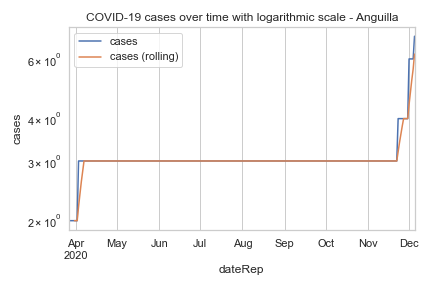 COVID-19 cases over time with logarithmic scale - Anguilla
cases
cases (rolling)
6 × 10⁰
4 × 10⁰
3 × 10⁰
2 × 10⁰
cases
Apr May Jun Jul Aug Sep Oct Nov Dec
2020
dateRep